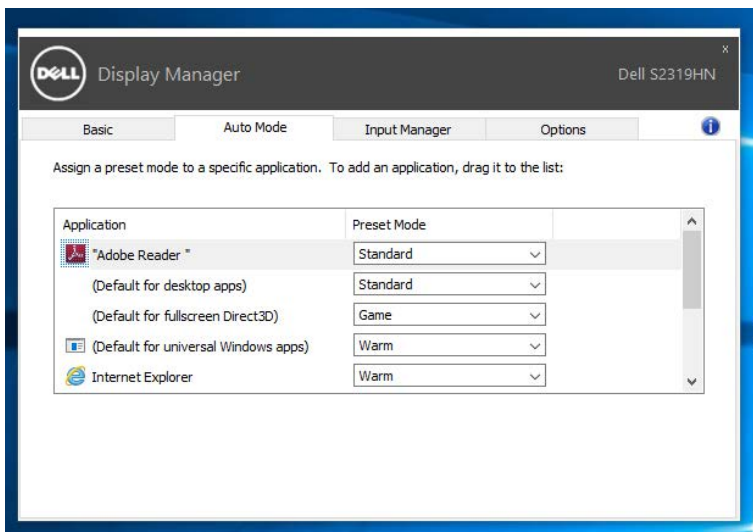 DELL
Display Manager
Dell S2319HN
x
Basic
Auto Mode
Input Manager
Options
Assign a preset mode to a specific application. To add an application, drag it to the list:
Application
Preset Mode
"Adobe Reader "
Standard
(Default for desktop apps)
Standard
(Default for fullscreen Direct3D)
Game
(Default for universal Windows apps)
Warm
Internet Explorer
Warm